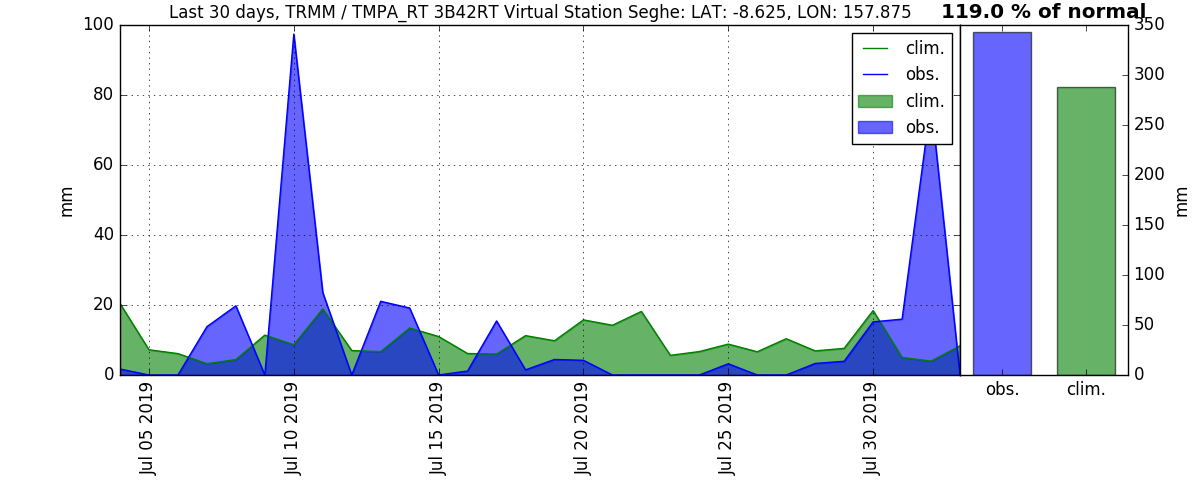 Last 30 days, TRMM / TMPA_RT 3B42RT Virtual Station Seghe: LAT: -8.625, LON: 157.875
119.0 % of normal
100
80
60
40
20
0
mm
clim.
obs.
clim.
obs.
350
300
250
200
150
100
50
0
mm
Jul 05 2019
Jul 10 2019
Jul 15 2019
Jul 20 2019
Jul 25 2019
Jul 30 2019
obs.
clim.